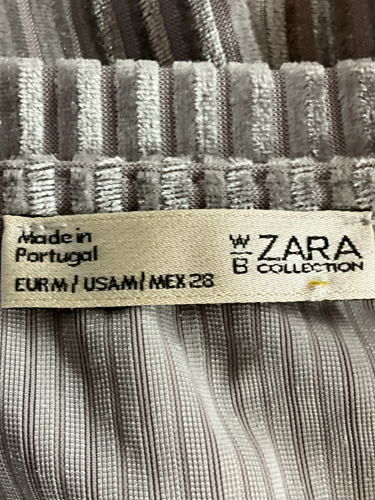 Made in
Portugal
EUR M / USA M / MEX 28
W
B
ZARA
COLLECTION